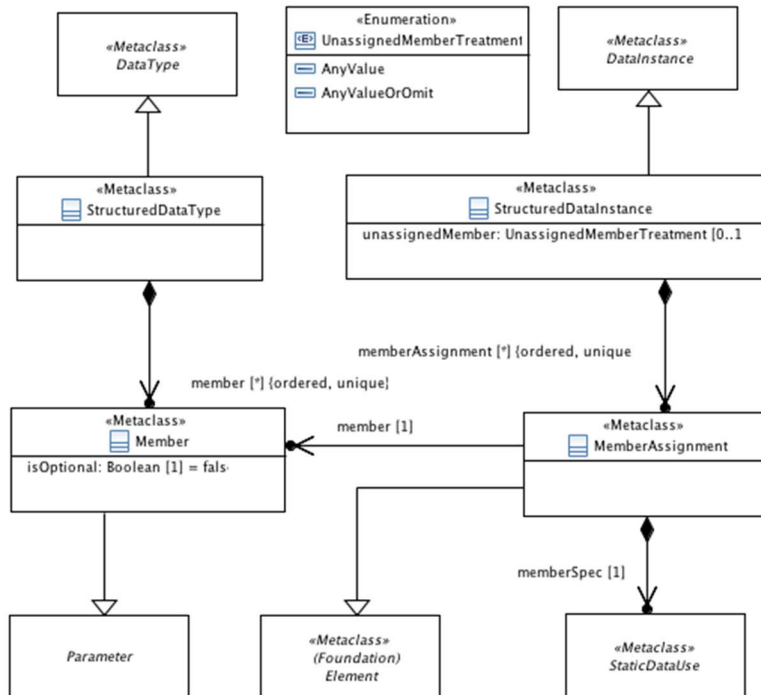 «Metaclass»
DataType
«Enumeration»
«E» UnassignedMemberTreatment
AnyValue
AnyValueOrOmit
«Metaclass»
DataInstance
«Metaclass»
StructuredDataType
«Metaclass»
StructuredDataInstance
unassignedMember: UnassignedMemberTreatment [0..1
memberAssignment [*] {ordered, unique
member [*] {ordered, unique}
«Metaclass»
Member
isOptional: Boolean [1] = fals
member [1]
«Metaclass»
MemberAssignment
memberSpec [1]
Parameter
«Metaclass»
(Foundation)
Element
«Metaclass»
StaticDataUse